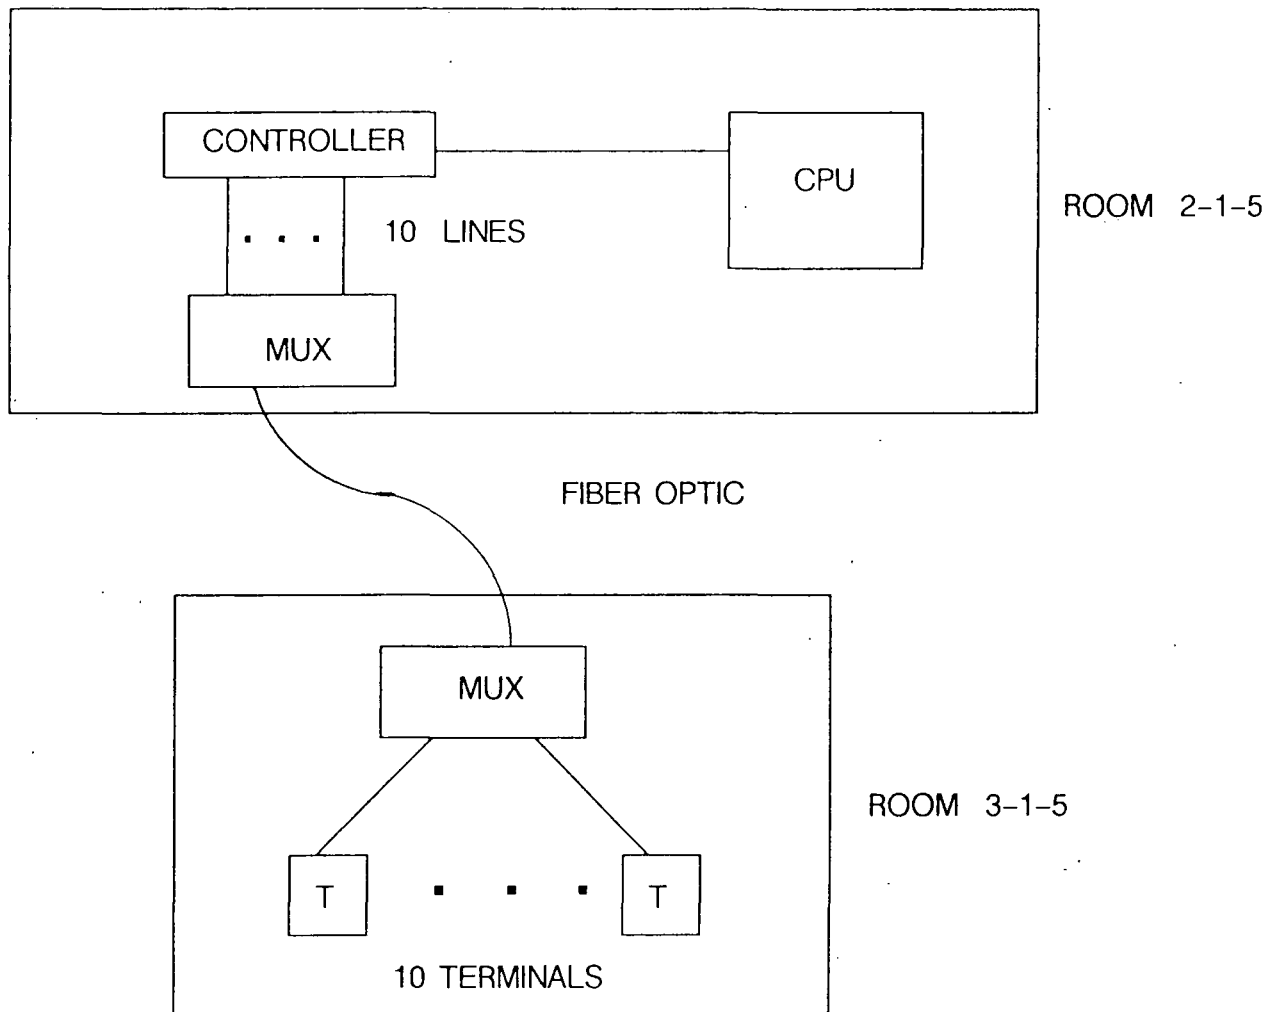 CONTROLLER
CPU
ROOM 2-1-5
10 LINES
MUX
FIBER OPTIC
MUX
ROOM 3-1-5
T
T
10 TERMINALS